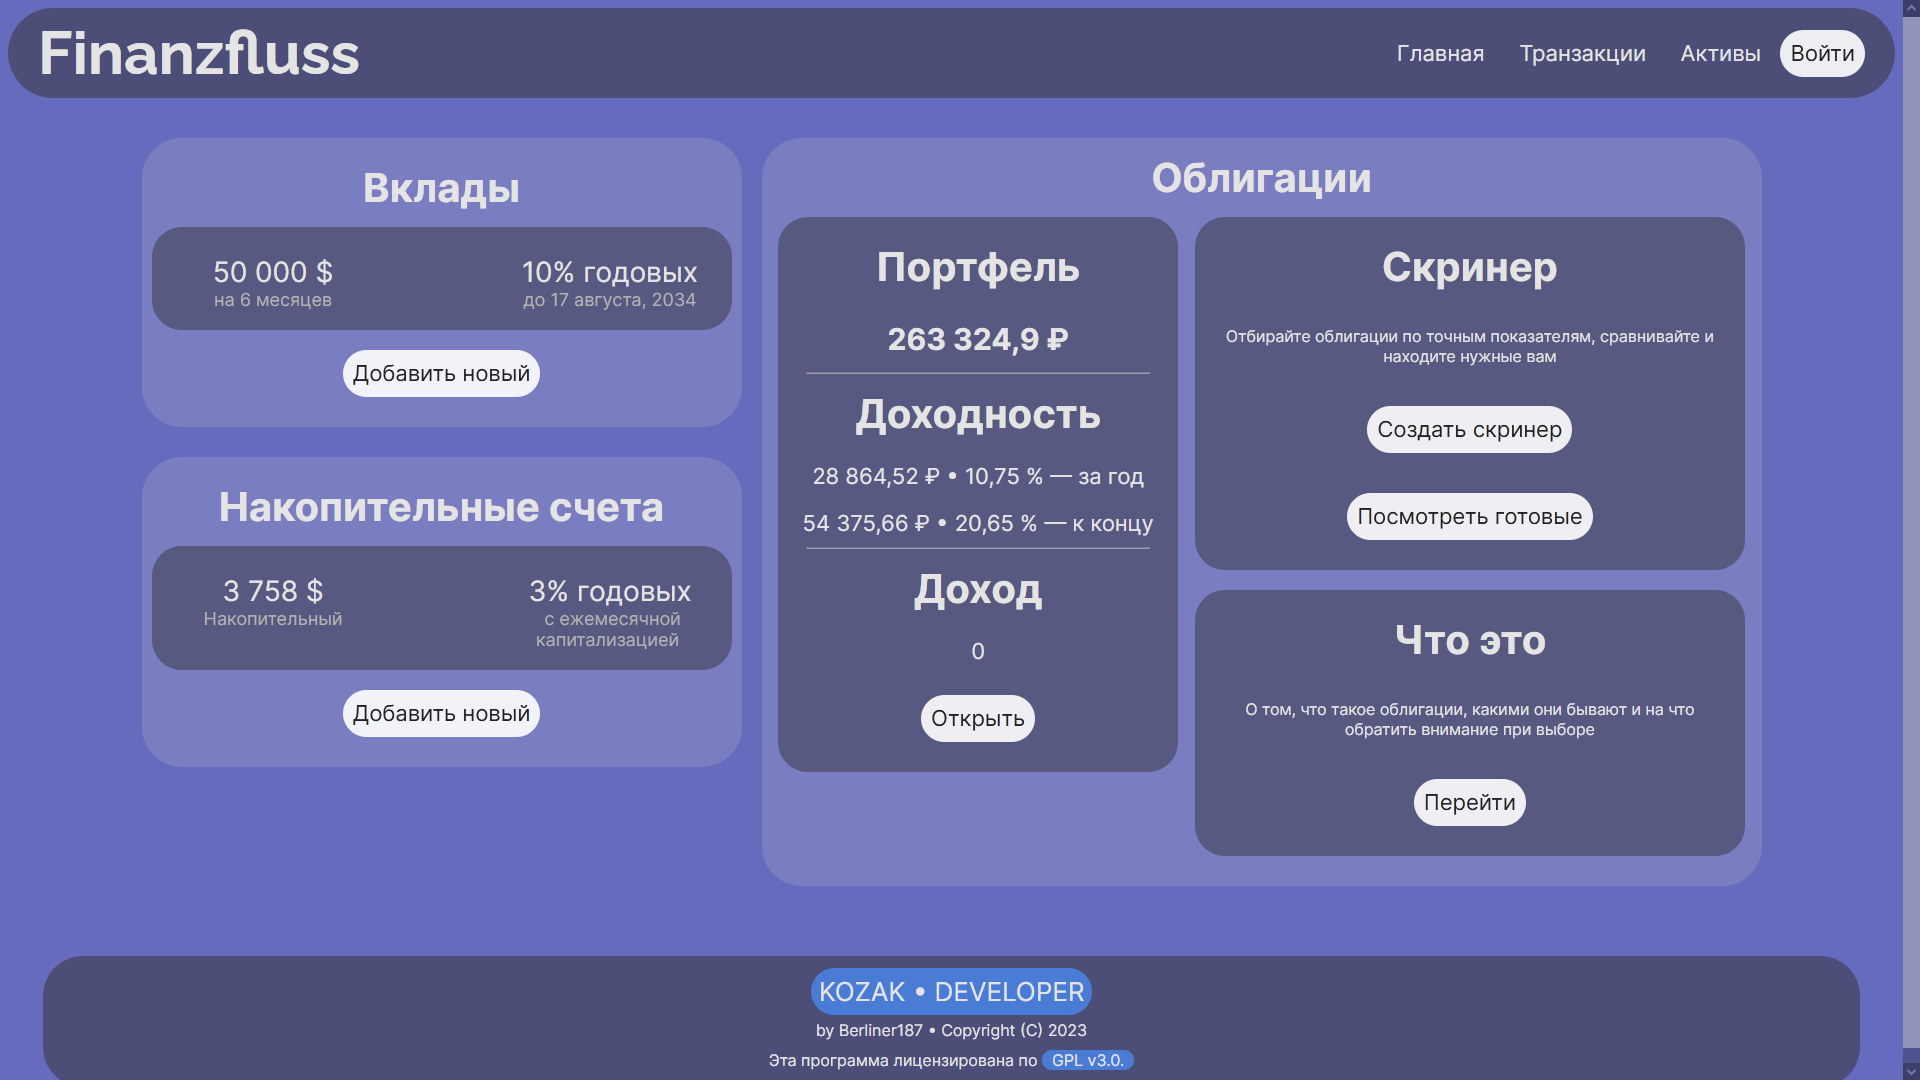 Finanzfluss
Главная
Транзакции
Активы
Войти
Вклады
50 000 $
на 6 месяцев
10% годовых
до 17 августа, 2034
Добавить новый
Накопительные счета
3 758 $
Накопительный
3% годовых
с ежемесячной
капитализацией
Добавить новый
Облигации
Портфель
263 324,9 ₽
Доходность
28 864,52 ₽ • 10,75 % — за год
54 375,66 ₽ • 20,65 % — к концу
Доход
0
Открыть
Скринер
Отбирайте облигации по точным показателям, сравнивайте и
находите нужные вам
Создать скринер
Посмотреть готовые
Что это
О том, что такое облигации, какими они бывают и на что
обратить внимание при выборе
Перейти
KOZAK • DEVELOPER
by Berliner187 • Copyright (C) 2023
Эта программа лицензирована по GPL v3.0.